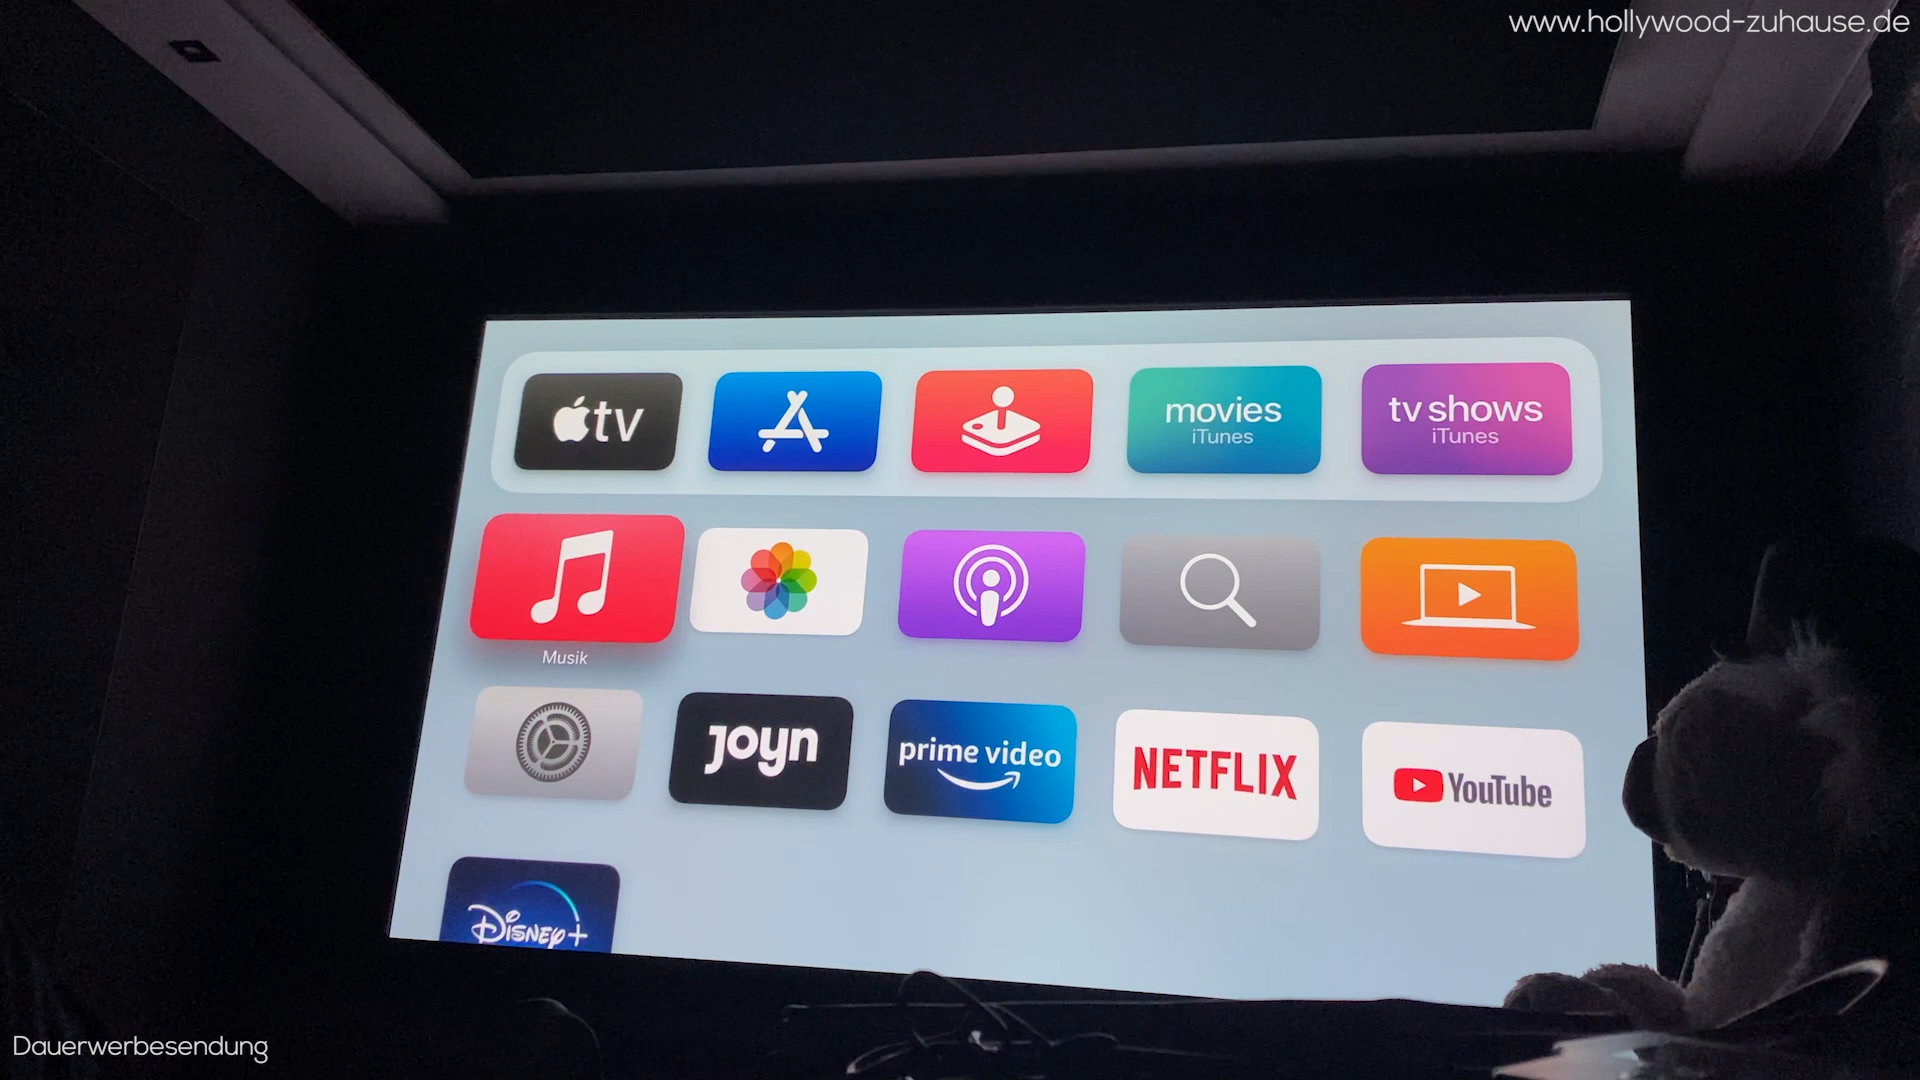 www.hollywood-zuhause.de
tv
movies
iTunes
tv shows
iTunes
Musik
joyn
prime video
NETFLIX
YouTube
Disney+
Dauerwerbesendung